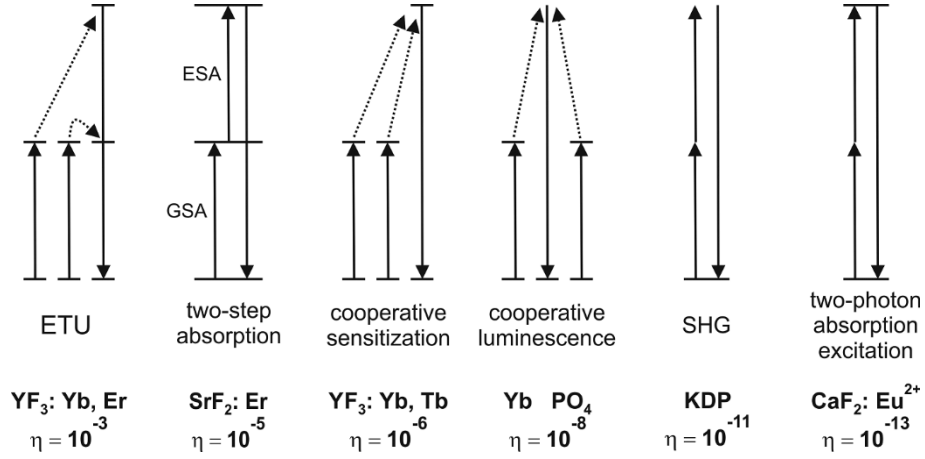 ESA
GSA
ETU
two-step
absorption
cooperative
sensitization
cooperative
luminescence
SHG
two-photon
absorption
excitation
YF₃: Yb, Er
η = 10⁻³
SrF₂: Er
η = 10⁻⁵
YF₃: Yb, Tb
η = 10⁻⁶
Yb PO₄
η = 10⁻⁸
KDP
η = 10⁻¹¹
CaF₂: Eu²⁺
η = 10⁻¹³